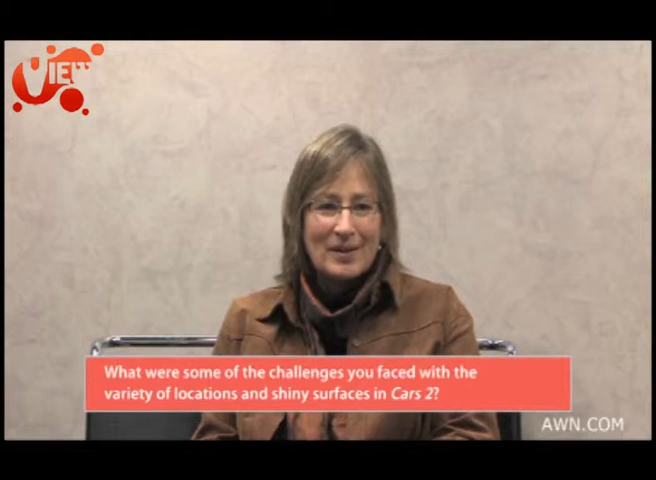 VIEW
What were some of the challenges you faced with the
variety of locations and shiny surfaces in Cars 2?
AWN.COM